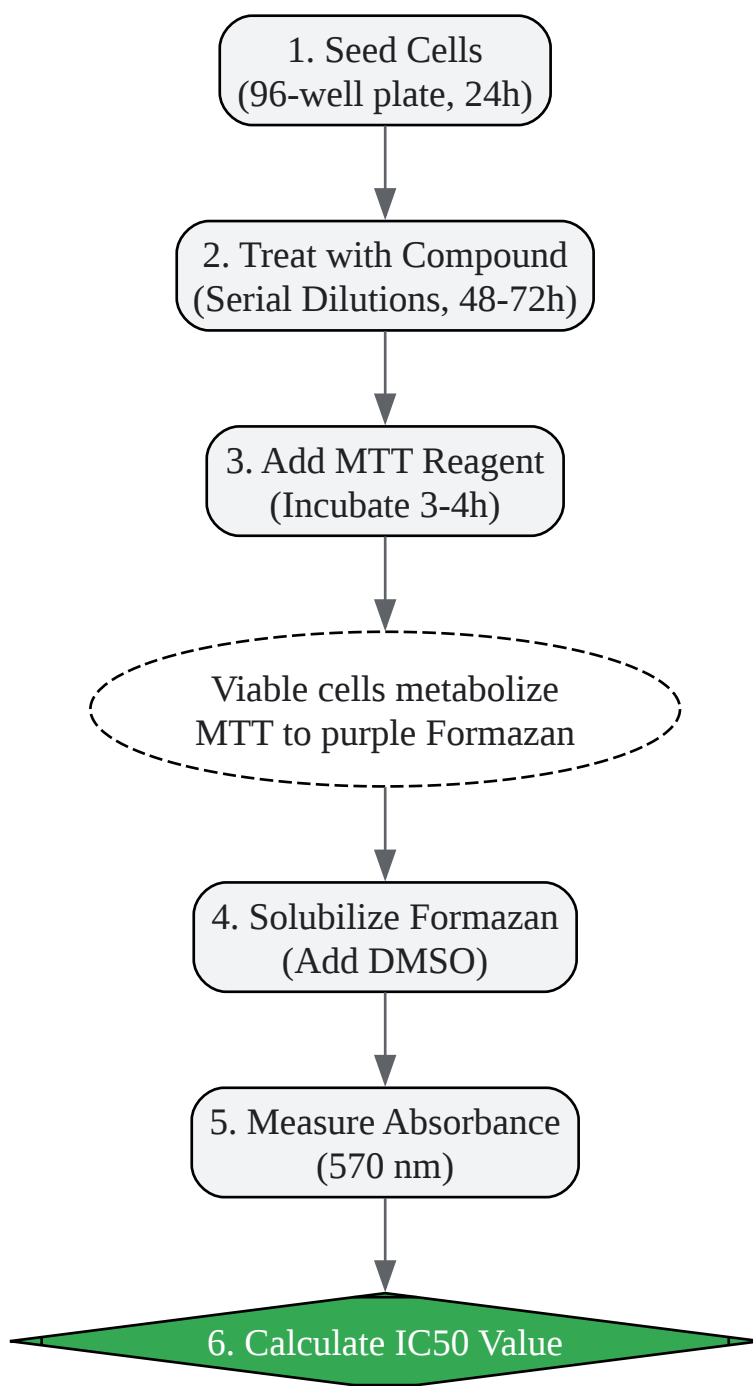 1. Seed Cells
(96-well plate, 24h)
2. Treat with Compound
(Serial Dilutions, 48-72h)
3. Add MTT Reagent
(Incubate 3-4h)
Viable cells metabolize
MTT to purple Formazan
4. Solubilize Formazan
(Add DMSO)
5. Measure Absorbance
(570 nm)
6. Calculate IC50 Value